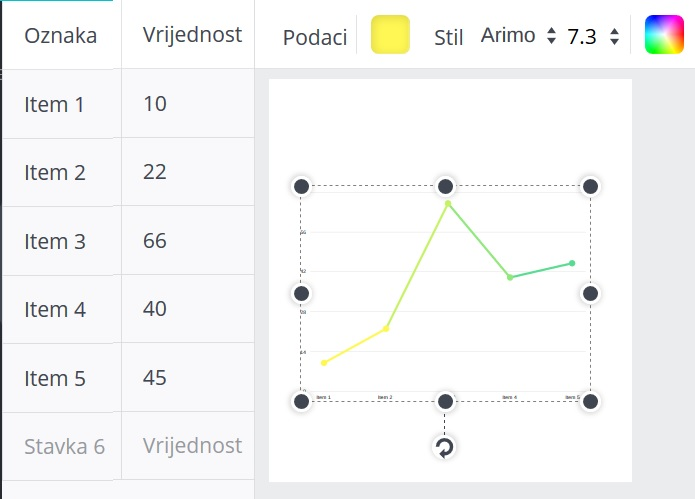 Oznaka Vrijednost Podaci Stil Arimo 7.3
Item 1 10
Item 2 22
Item 3 66
Item 4 40
Item 5 45
Stavka 6 Vrijednost
Item 1 Item 2 Item 4 Item 5